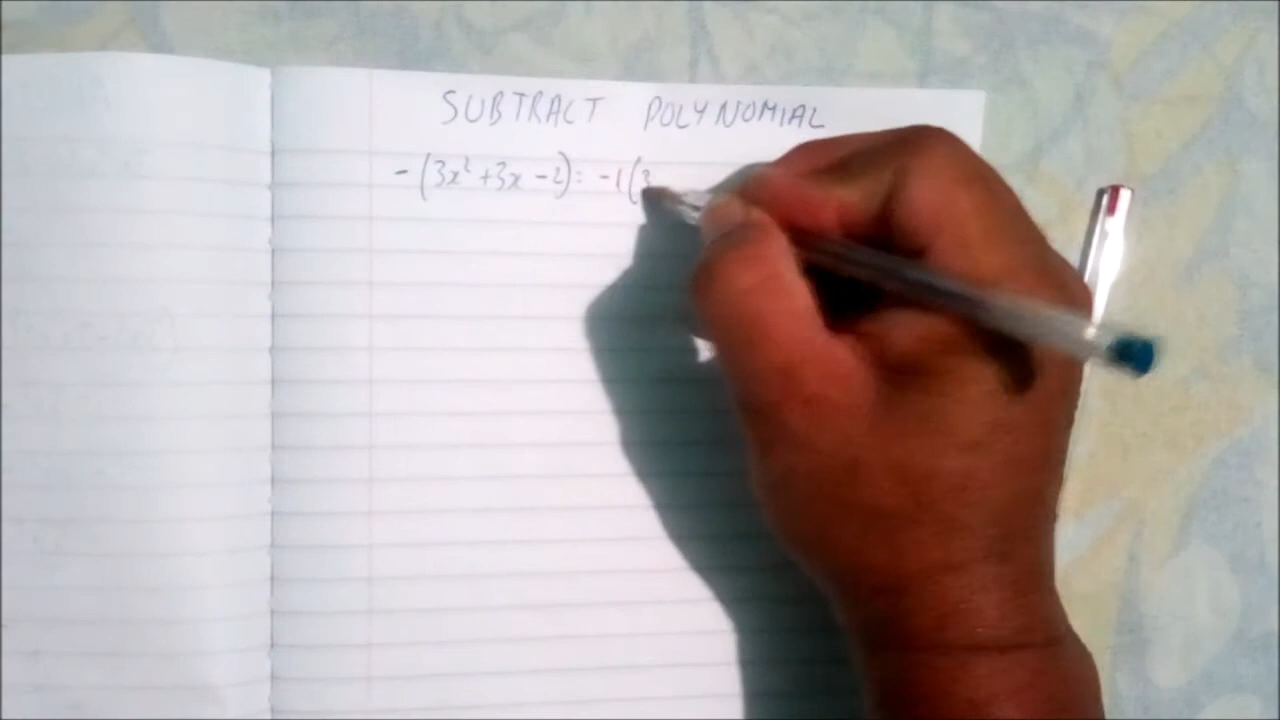 SUBTRACT POLYNOMIAL
-(3x²+3x-2)= -1(3